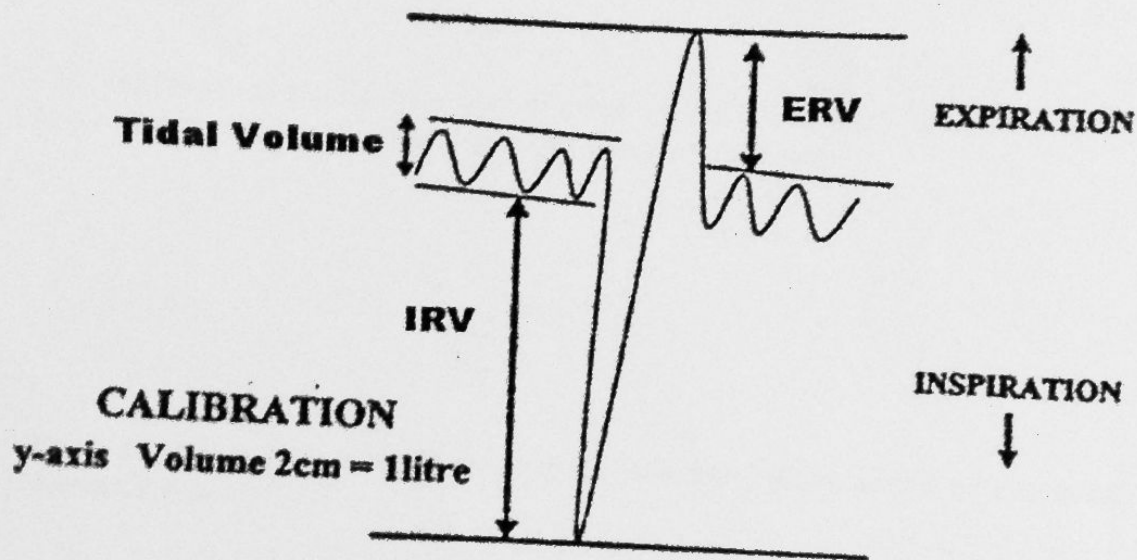 ERV
EXPIRATION
Tidal Volume
IRV
INSPIRATION
CALIBRATION
y-axis Volume 2cm = 1litre